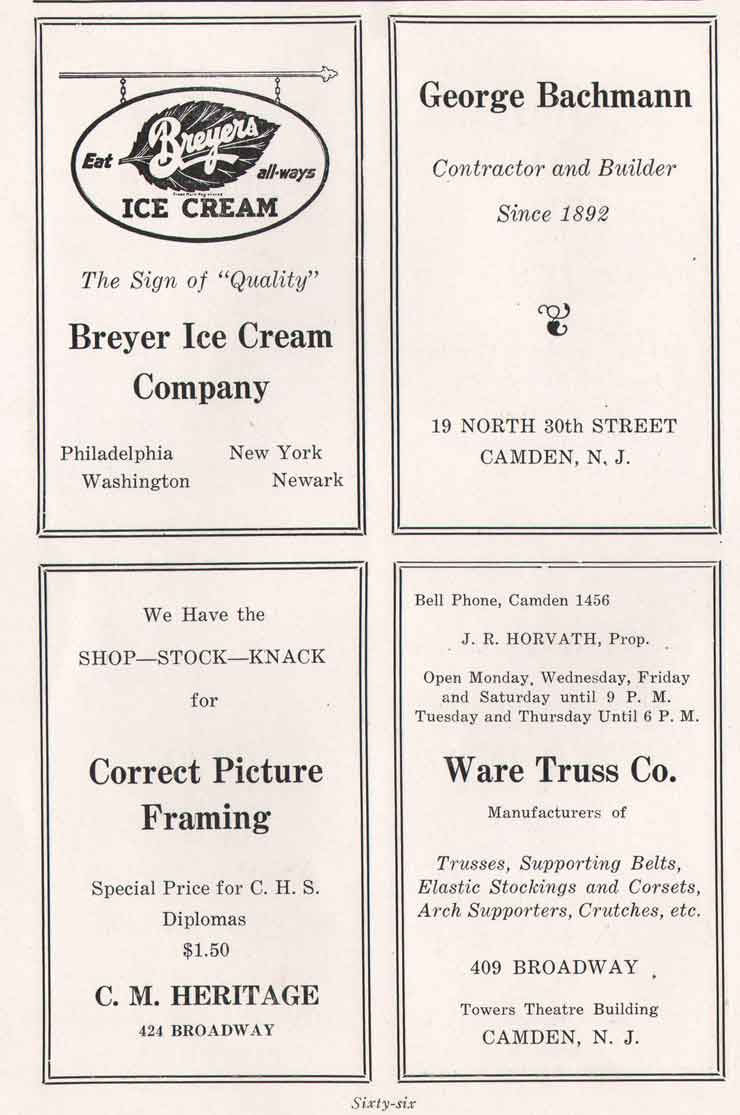 Eat
Breyers
all-ways
ICE CREAM
The Sign of "Quality"
Breyer Ice Cream
Company
Philadelphia New York
Washington Newark
George Bachmann
Contractor and Builder
Since 1892
19 NORTH 30th STREET
CAMDEN, N. J.
We Have the
SHOP—STOCK—KNACK
for
Correct Picture
Framing
Special Price for C. H. S.
Diplomas
$1.50
C. M. HERITAGE
424 BROADWAY
Bell Phone, Camden 1456
J. R. HORVATH, Prop.
Open Monday, Wednesday, Friday
and Saturday until 9 P. M.
Tuesday and Thursday Until 6 P. M.
Ware Truss Co.
Manufacturers of
Trusses, Supporting Belts,
Elastic Stockings and Corsets,
Arch Supporters, Crutches, etc.
409 BROADWAY
Towers Theatre Building
CAMDEN, N. J.
Sixty-six